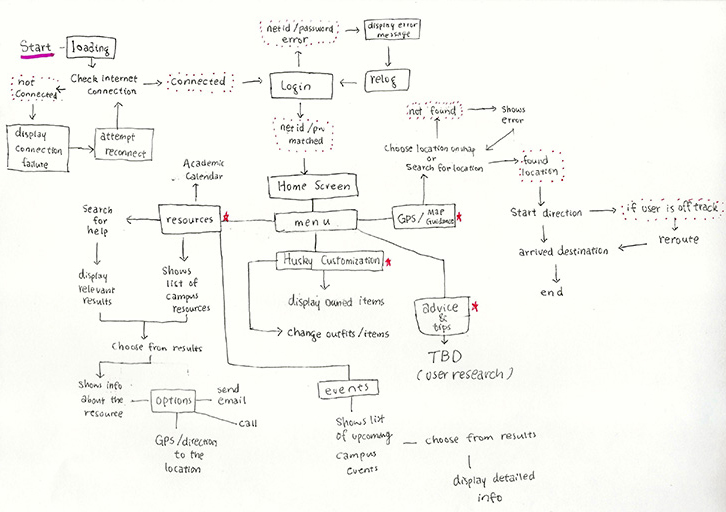 Start
loading
not
connected
Check internet
connection
connected
display
connection
failure
attempt
reconnect
netid/password
error
display error
message
Login
relog
netid/pw
matched
Home Screen
menu
not found
shows
error
Choose location on map
or
Search for location
found
location
Start direction
if user is off track
reroute
arrived destination
end
GPS/ Map
Guidance
Academic
Calendar
resources
Search for
help
display
relevant
results
Shows
list of
campus
resources
Choose from results
Shows info
about the
resource
options
send
email
call
GPS/direction
to the
location
Husky Customization
display owned items
change outfits/items
advice
&
tips
TBD
(user research)
events
Shows list
of upcoming
campus
events
choose from results
display detailed
info